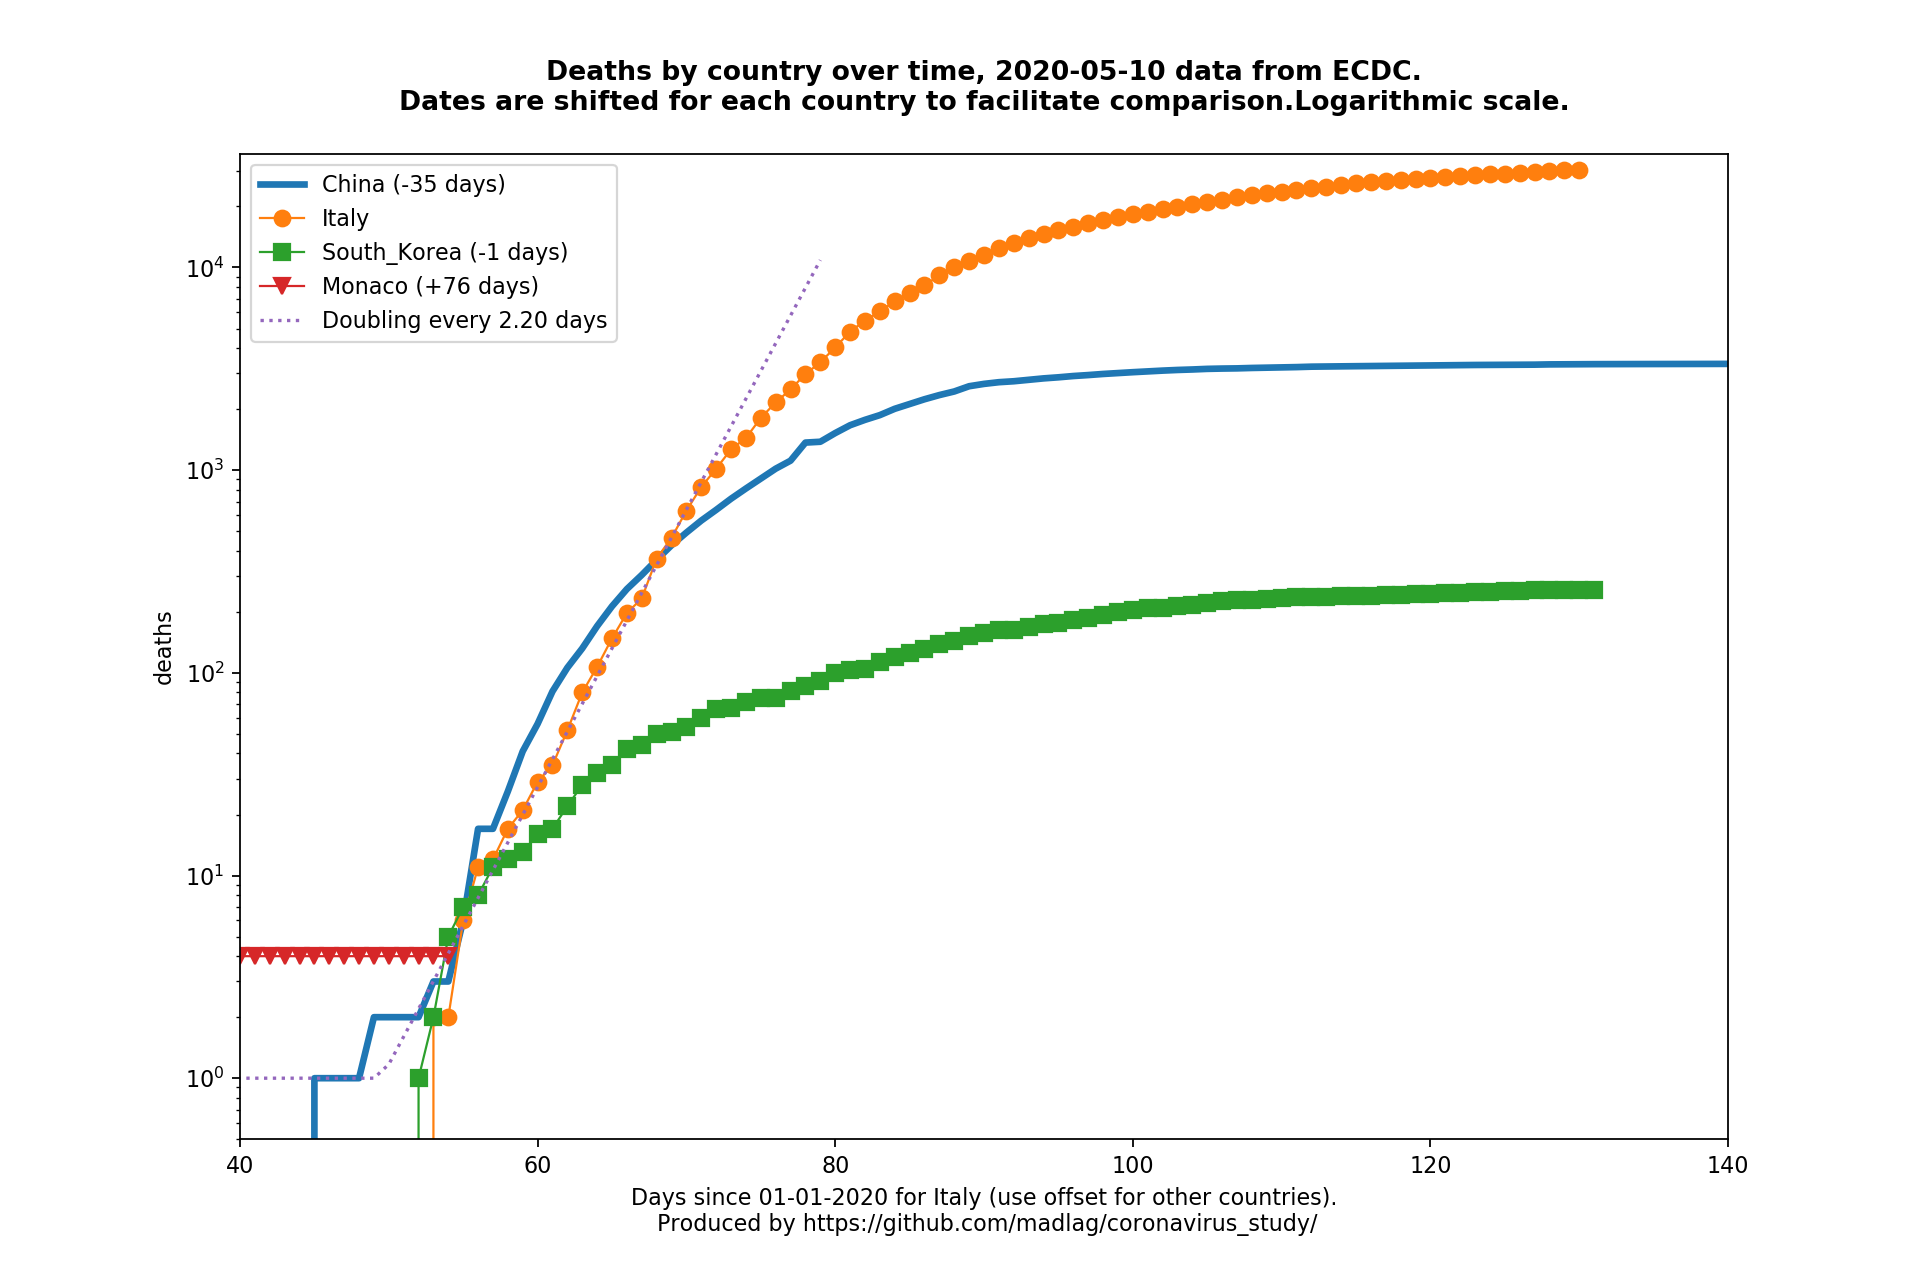 Deaths by country over time, 2020-05-10 data from ECDC.
Dates are shifted for each country to facilitate comparison.Logarithmic scale.
China (-35 days)
Italy
South_Korea (-1 days)
Monaco (+76 days)
Doubling every 2.20 days
deaths
10⁴
10³
10²
10¹
10⁰
40 60 80 100 120 140
Days since 01-01-2020 for Italy (use offset for other countries).
Produced by https://github.com/madlag/coronavirus_study/